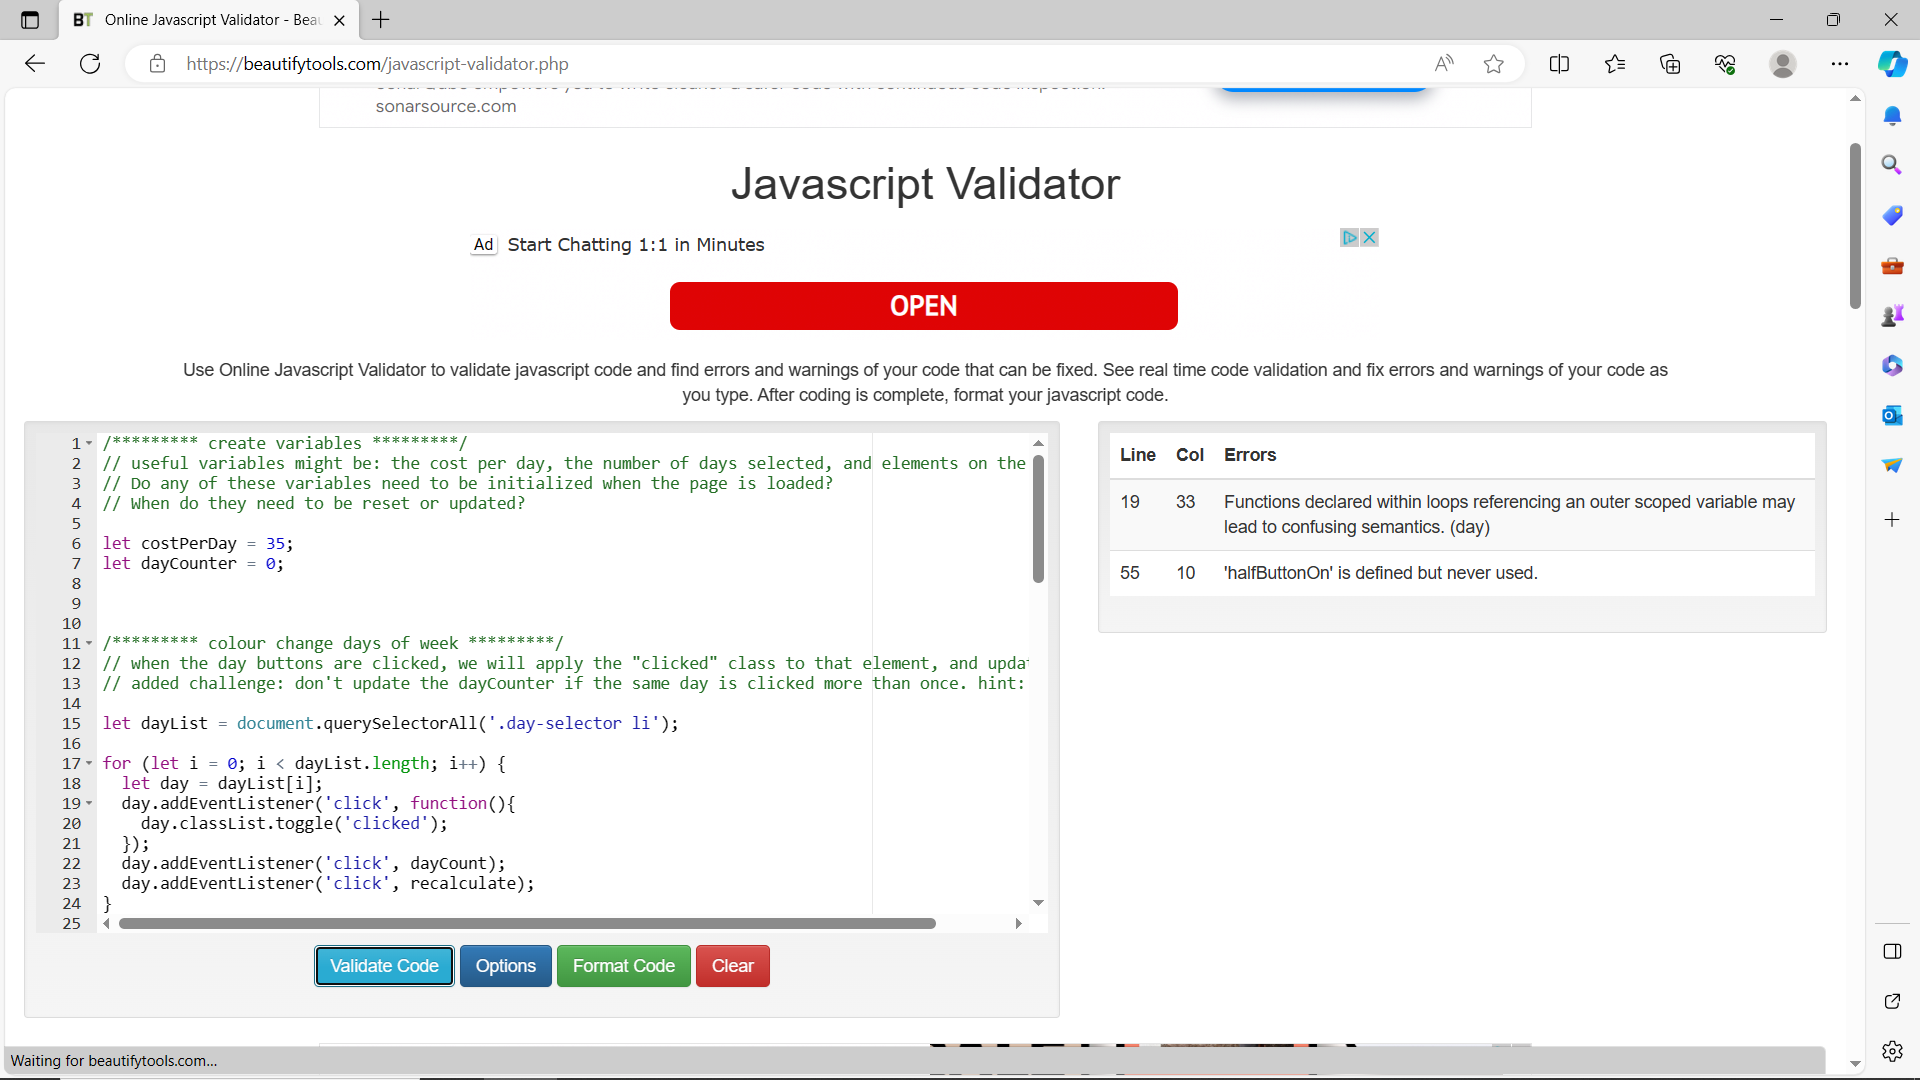 BT Online Javascript Validator - Beau
https://beautifytools.com/javascript-validator.php
sonarsource.com
Javascript Validator
Ad Start Chatting 1:1 in Minutes
OPEN
Use Online Javascript Validator to validate javascript code and find errors and warnings of your code that can be fixed. See real time code validation and fix errors and warnings of your code as
you type. After coding is complete, format your javascript code.
1 /********* create variables *********/
2 // useful variables might be: the cost per day, the number of days selected, and elements on the
3 // Do any of these variables need to be initialized when the page is loaded?
4 // When do they need to be reset or updated?
5
6 let costPerDay = 35;
7 let dayCounter = 0;
8
9
10
11 /********* colour change days of week *********/
12 // when the day buttons are clicked, we will apply the "clicked" class to that element, and updat
13 // added challenge: don't update the dayCounter if the same day is clicked more than once. hint:
14
15 let dayList = document.querySelectorAll('.day-selector li');
16
17 for (let i = 0; i < dayList.length; i++) {
18 let day = dayList[i];
19 day.addEventListener('click', function(){
20 day.classList.toggle('clicked');
21 });
22 day.addEventListener('click', dayCount);
23 day.addEventListener('click', recalculate);
24 }
25
Line Col Errors
19 33 Functions declared within loops referencing an outer scoped variable may
lead to confusing semantics. (day)
55 10 'halfButtonOn' is defined but never used.
Validate Code Options Format Code Clear
Waiting for beautifytools.com...